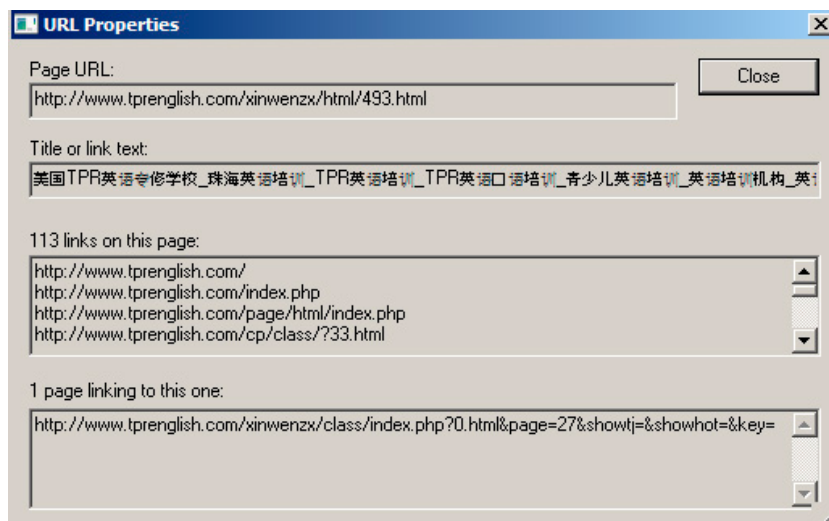 URL Properties
Page URL:
Close
http://www.tprenglish.com/xinwenzx/html/493.html
Title or link text:
美国TPR英语专修学校_珠海英语培训_TPR英语培训_TPR英语口语培训_青少儿英语培训_英语培训机构_英
113 links on this page:
http://www.tprenglish.com/
http://www.tprenglish.com/index.php
http://www.tprenglish.com/page/html/index.php
http://www.tprenglish.com/cp/class/?33.html
1 page linking to this one:
http://www.tprenglish.com/xinwenzx/class/index.php?0.html&page=27&showtj=&showhot=&key=